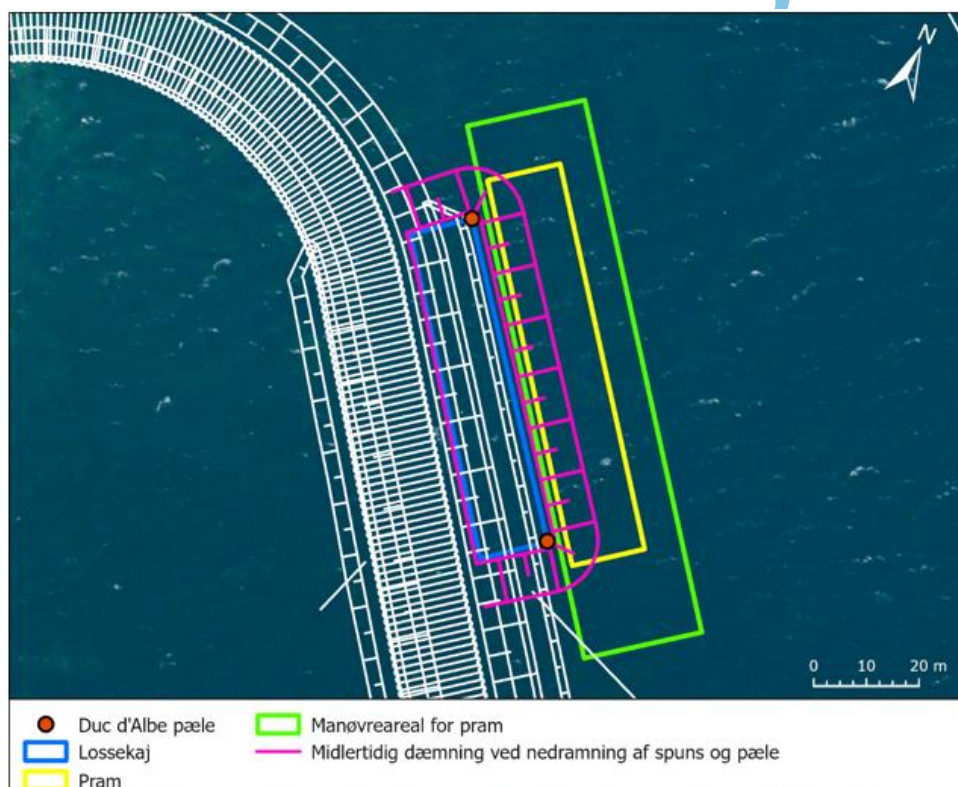 N
0 10 20 m
Duc d'Albe pæle
Lossekaj
Pram
Manøvreareal for pram
Midlertidig dæmning ved nedramning af spuns og pæle